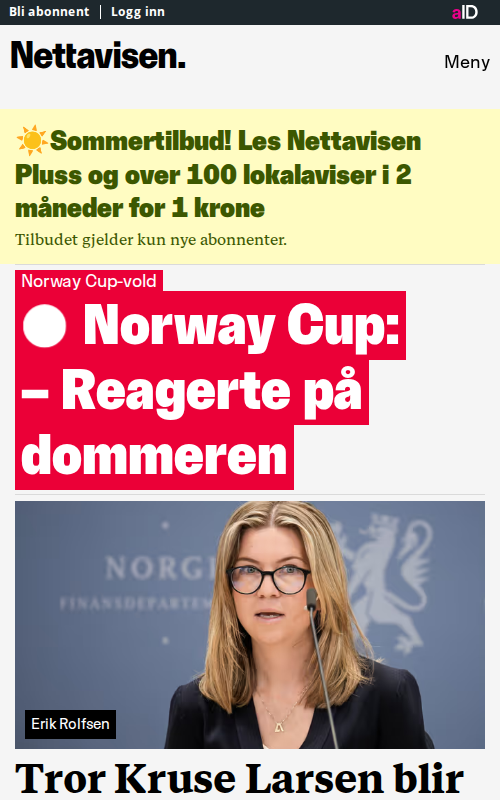 Bli abonnent
Logg inn
aID
Nettavisen.
Meny
☀️Sommertilbud! Les Nettavisen
Pluss og over 100 lokalaviser i 2
måneder for 1 krone
Tilbudet gjelder kun nye abonnenter.
Norway Cup-vold
⚪ Norway Cup:
– Reagerte på
dommeren
NORG
FINANSDEPARTEM
Erik Rolfsen
Tror Kruse Larsen blir